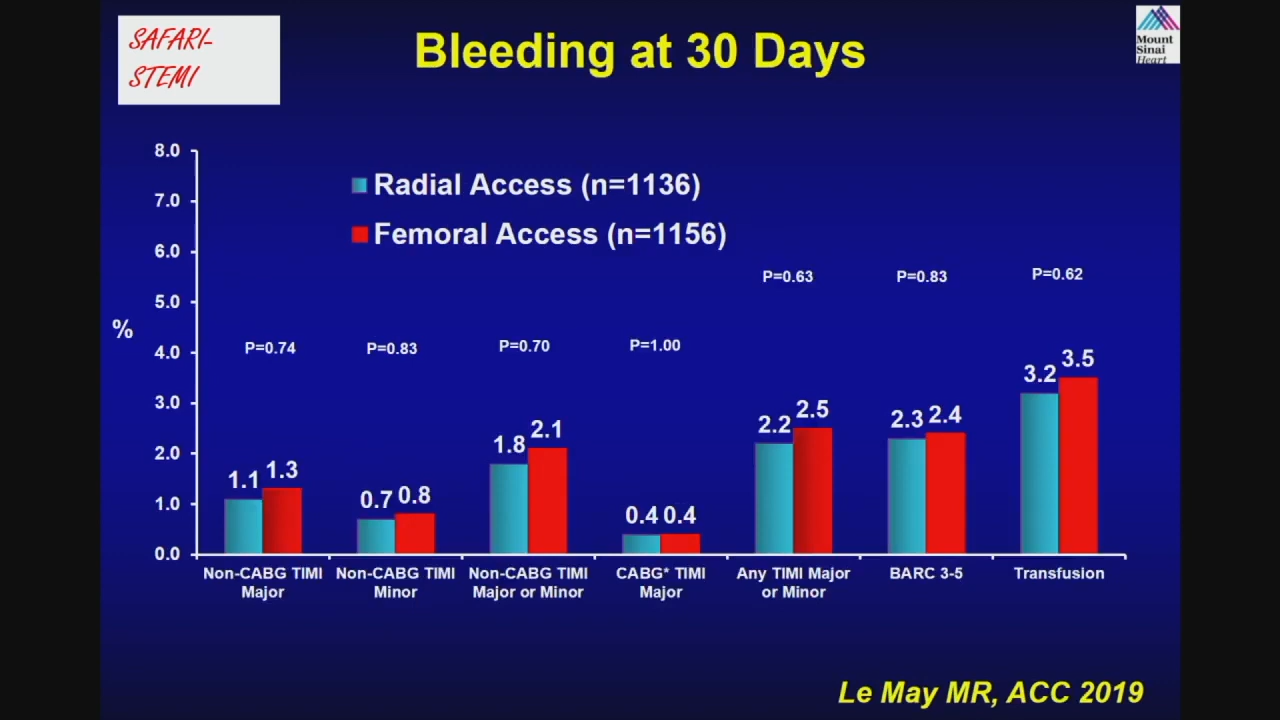 SAFARI-
STEMI
Bleeding at 30 Days
Mount
Sinai
Heart
8.0
7.0
6.0
5.0
4.0
3.0
2.0
1.0
0.0
%
Radial Access (n=1136)
Femoral Access (n=1156)
P=0.74
P=0.83
P=0.70
P=1.00
P=0.63
P=0.83
P=0.62
1.1 1.3
0.7 0.8
1.8 2.1
0.4 0.4
2.2 2.5
2.3 2.4
3.2 3.5
Non-CABG TIMI
Major
Non-CABG TIMI
Minor
Non-CABG TIMI
Major or Minor
CABG* TIMI
Major
Any TIMI Major
or Minor
BARC 3-5
Transfusion
Le May MR, ACC 2019